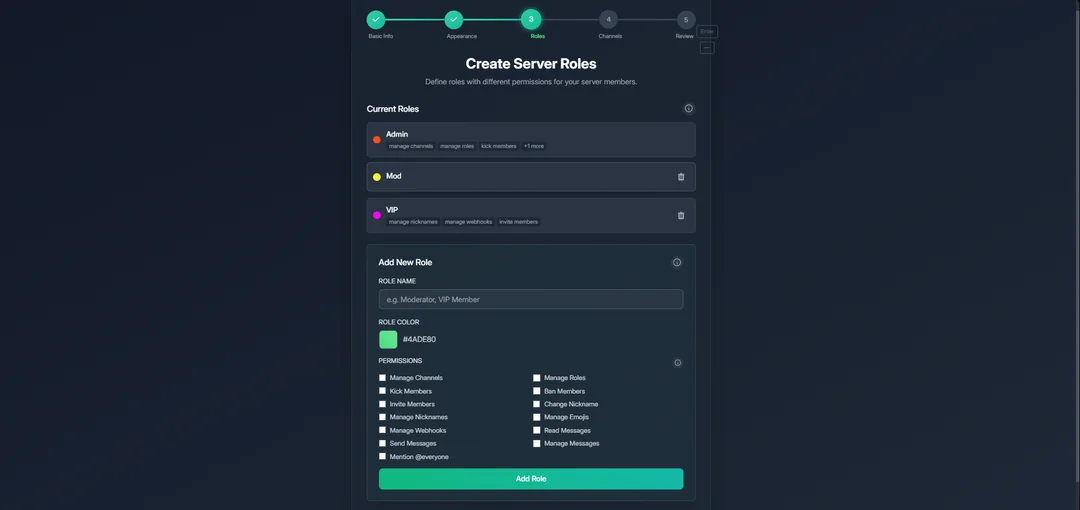 3 4 5
Basic Info Appearance Roles Channels Review
Enter
Create Server Roles
Define roles with different permissions for your server members.
Current Roles
Admin
manage channels manage roles kick members +1 more
Mod
VIP
manage nicknames manage webhooks invite members
Add New Role
ROLE NAME
e.g. Moderator, VIP Member
ROLE COLOR
#4ADE80
PERMISSIONS
Manage Channels Manage Roles
Kick Members Ban Members
Invite Members Change Nickname
Manage Nicknames Manage Emojis
Manage Webhooks Read Messages
Send Messages Manage Messages
Mention @everyone
Add Role